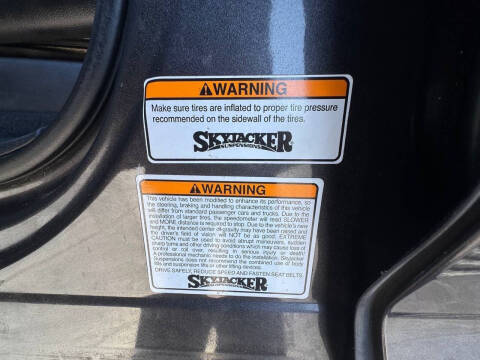 WARNING
Make sure tires are inflated to proper tire pressure
recommended on the sidewall of the tires.
SKYJACKER
SUSPENSIONS
WARNING
This vehicle has been modified to enhance its performance, so
the steering, braking and handling characteristics of this vehicle
will differ from standard passenger cars and trucks. Due to the
installation of larger tires, the speedometer will read SLOWER
and MORE distance is required to stop. Due to the vehicle's new
height, the intended center of gravity may have been raised and
the driver's field of vision will NOT be as good. EXTREME
CAUTION must be used to avoid abrupt maneuvers, sudden
sharp turns and other driving conditions which may cause loss of
control or roll over, resulting in serious injury or death!
A professional mechanic needs to do the installation. Skyjacker
Suspensions does not recommend the combined use of body
lifts and suspension lifts or other lifting devices.
DRIVE SAFELY, REDUCE SPEED AND FASTEN SEAT BELTS.
SKYJACKER
SUSPENSIONS